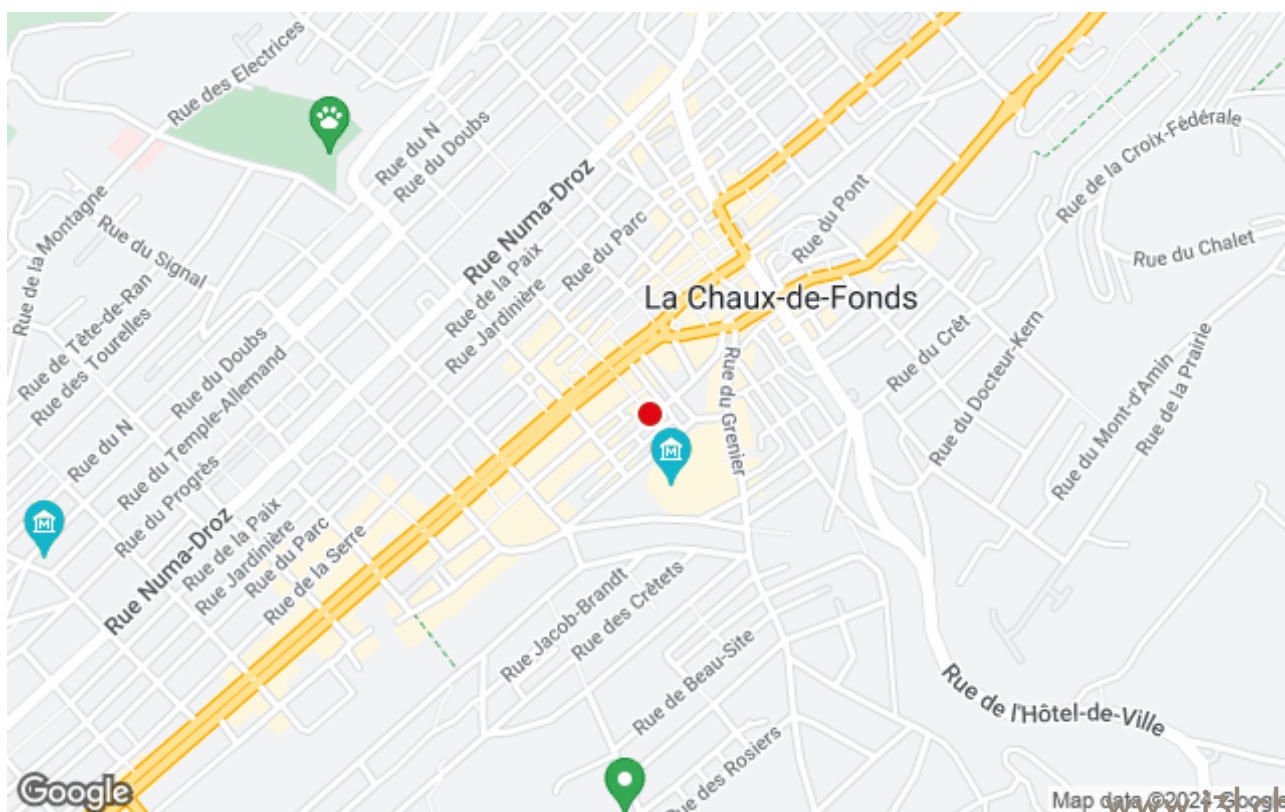 Rue des Electrices
Rue du N
Rue du Doubs
Rue de la Croix-Fédérale
Rue Numa-Droz
Rue du Parc
Rue du Pont
Rue de la Montagne
Rue du Signal
Rue de la Paix
Rue du Chalet
Rue de Tête-de-Ran
Rue des Tourelles
Rue Jardinière
La Chaux-de-Fonds
Rue du Doubs
Rue du Crêt
Rue du Docteur-Kern
Rue du Temple-Allemand
Rue du Grenier
Rue du Mont-d'Amin
Rue de la Prairie
Rue du N
Rue du Progrès
M
M
Rue Numa-Droz
Rue de la Paix
Rue Jardinière
Rue du Parc
Rue de la Serre
Rue Jacob-Brandt
Rue des Crêtets
Rue de Beau-Site
Rue de l'Hôtel-de-Ville
Rue des Rosiers
Google
Map data ©2024 Google